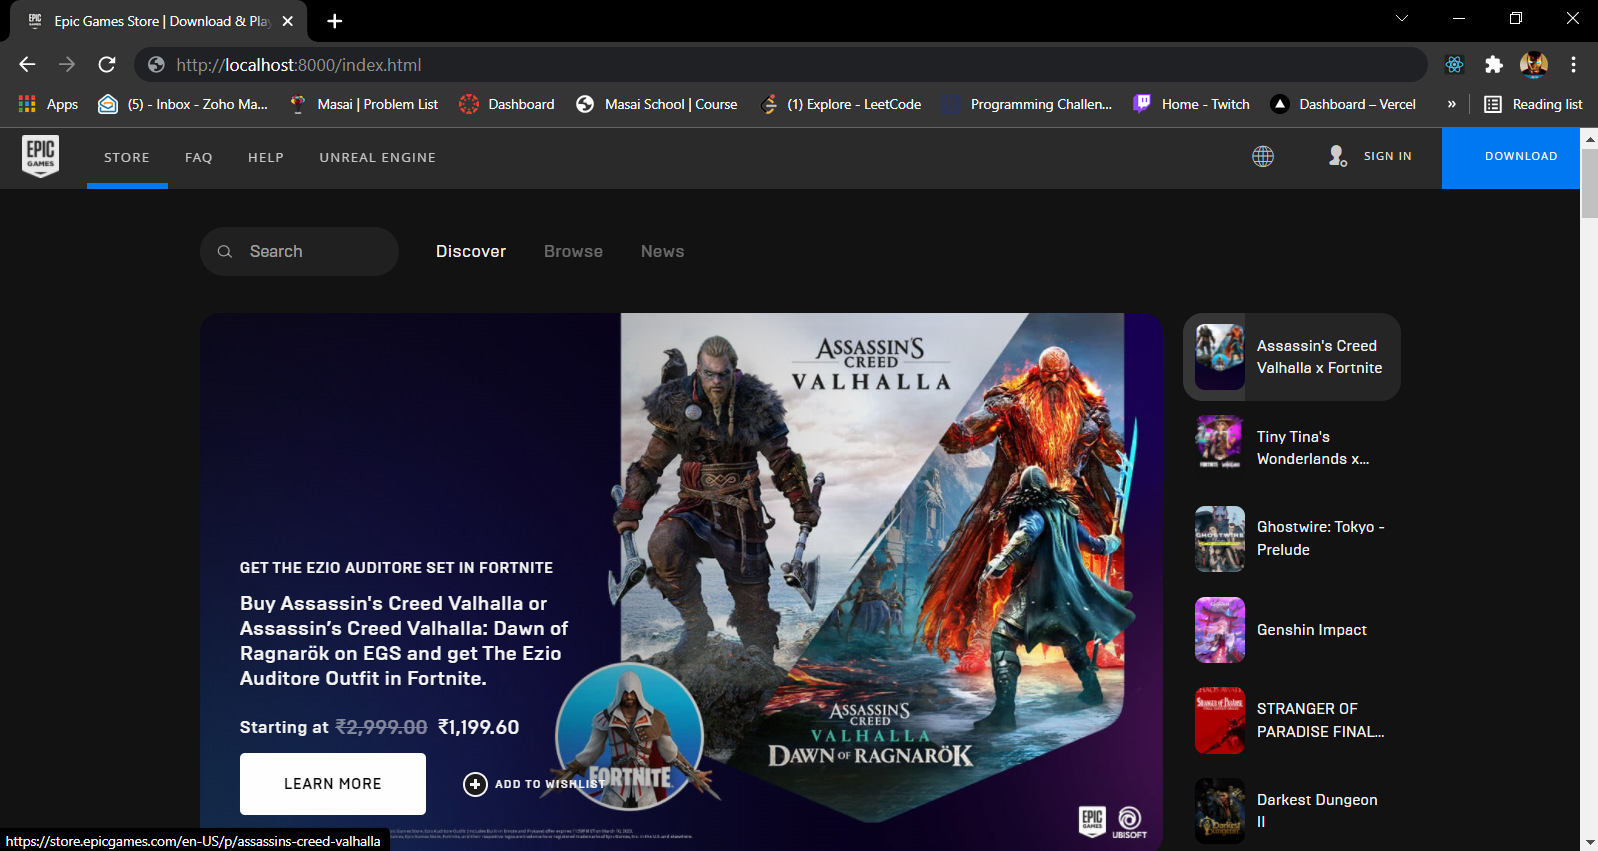 Epic Games Store | Download & Pla
http://localhost:8000/index.html
Apps
(5) - Inbox - Zoho Ma...
Masai | Problem List
Dashboard
Masai School | Course
(1) Explore - LeetCode
Programming Challen...
Home - Twitch
Dashboard – Vercel
»
Reading list
EPIC
GAMES
STORE
FAQ
HELP
UNREAL ENGINE
SIGN IN
DOWNLOAD
Search
Discover
Browse
News
ASSASSIN'S
CREED
VALHALLA
GET THE EZIO AUDITORE SET IN FORTNITE
Buy Assassin's Creed Valhalla or
Assassin’s Creed Valhalla: Dawn of
Ragnarök on EGS and get The Ezio
Auditore Outfit in Fortnite.
Starting at ₹2,999.00 ₹1,199.60
LEARN MORE
ADD TO WISHLIST
FORTNITE
ASSASSIN'S
CREED
VALHALLA
DAWN OF RAGNARÖK
EPIC
GAMES
UBISOFT
Assassin's Creed
Valhalla x Fortnite
Tiny Tina's
Wonderlands x...
Ghostwire: Tokyo -
Prelude
Genshin Impact
STRANGER OF
PARADISE FINAL...
Darkest Dungeon
II
https://store.epicgames.com/en-US/p/assassins-creed-valhalla